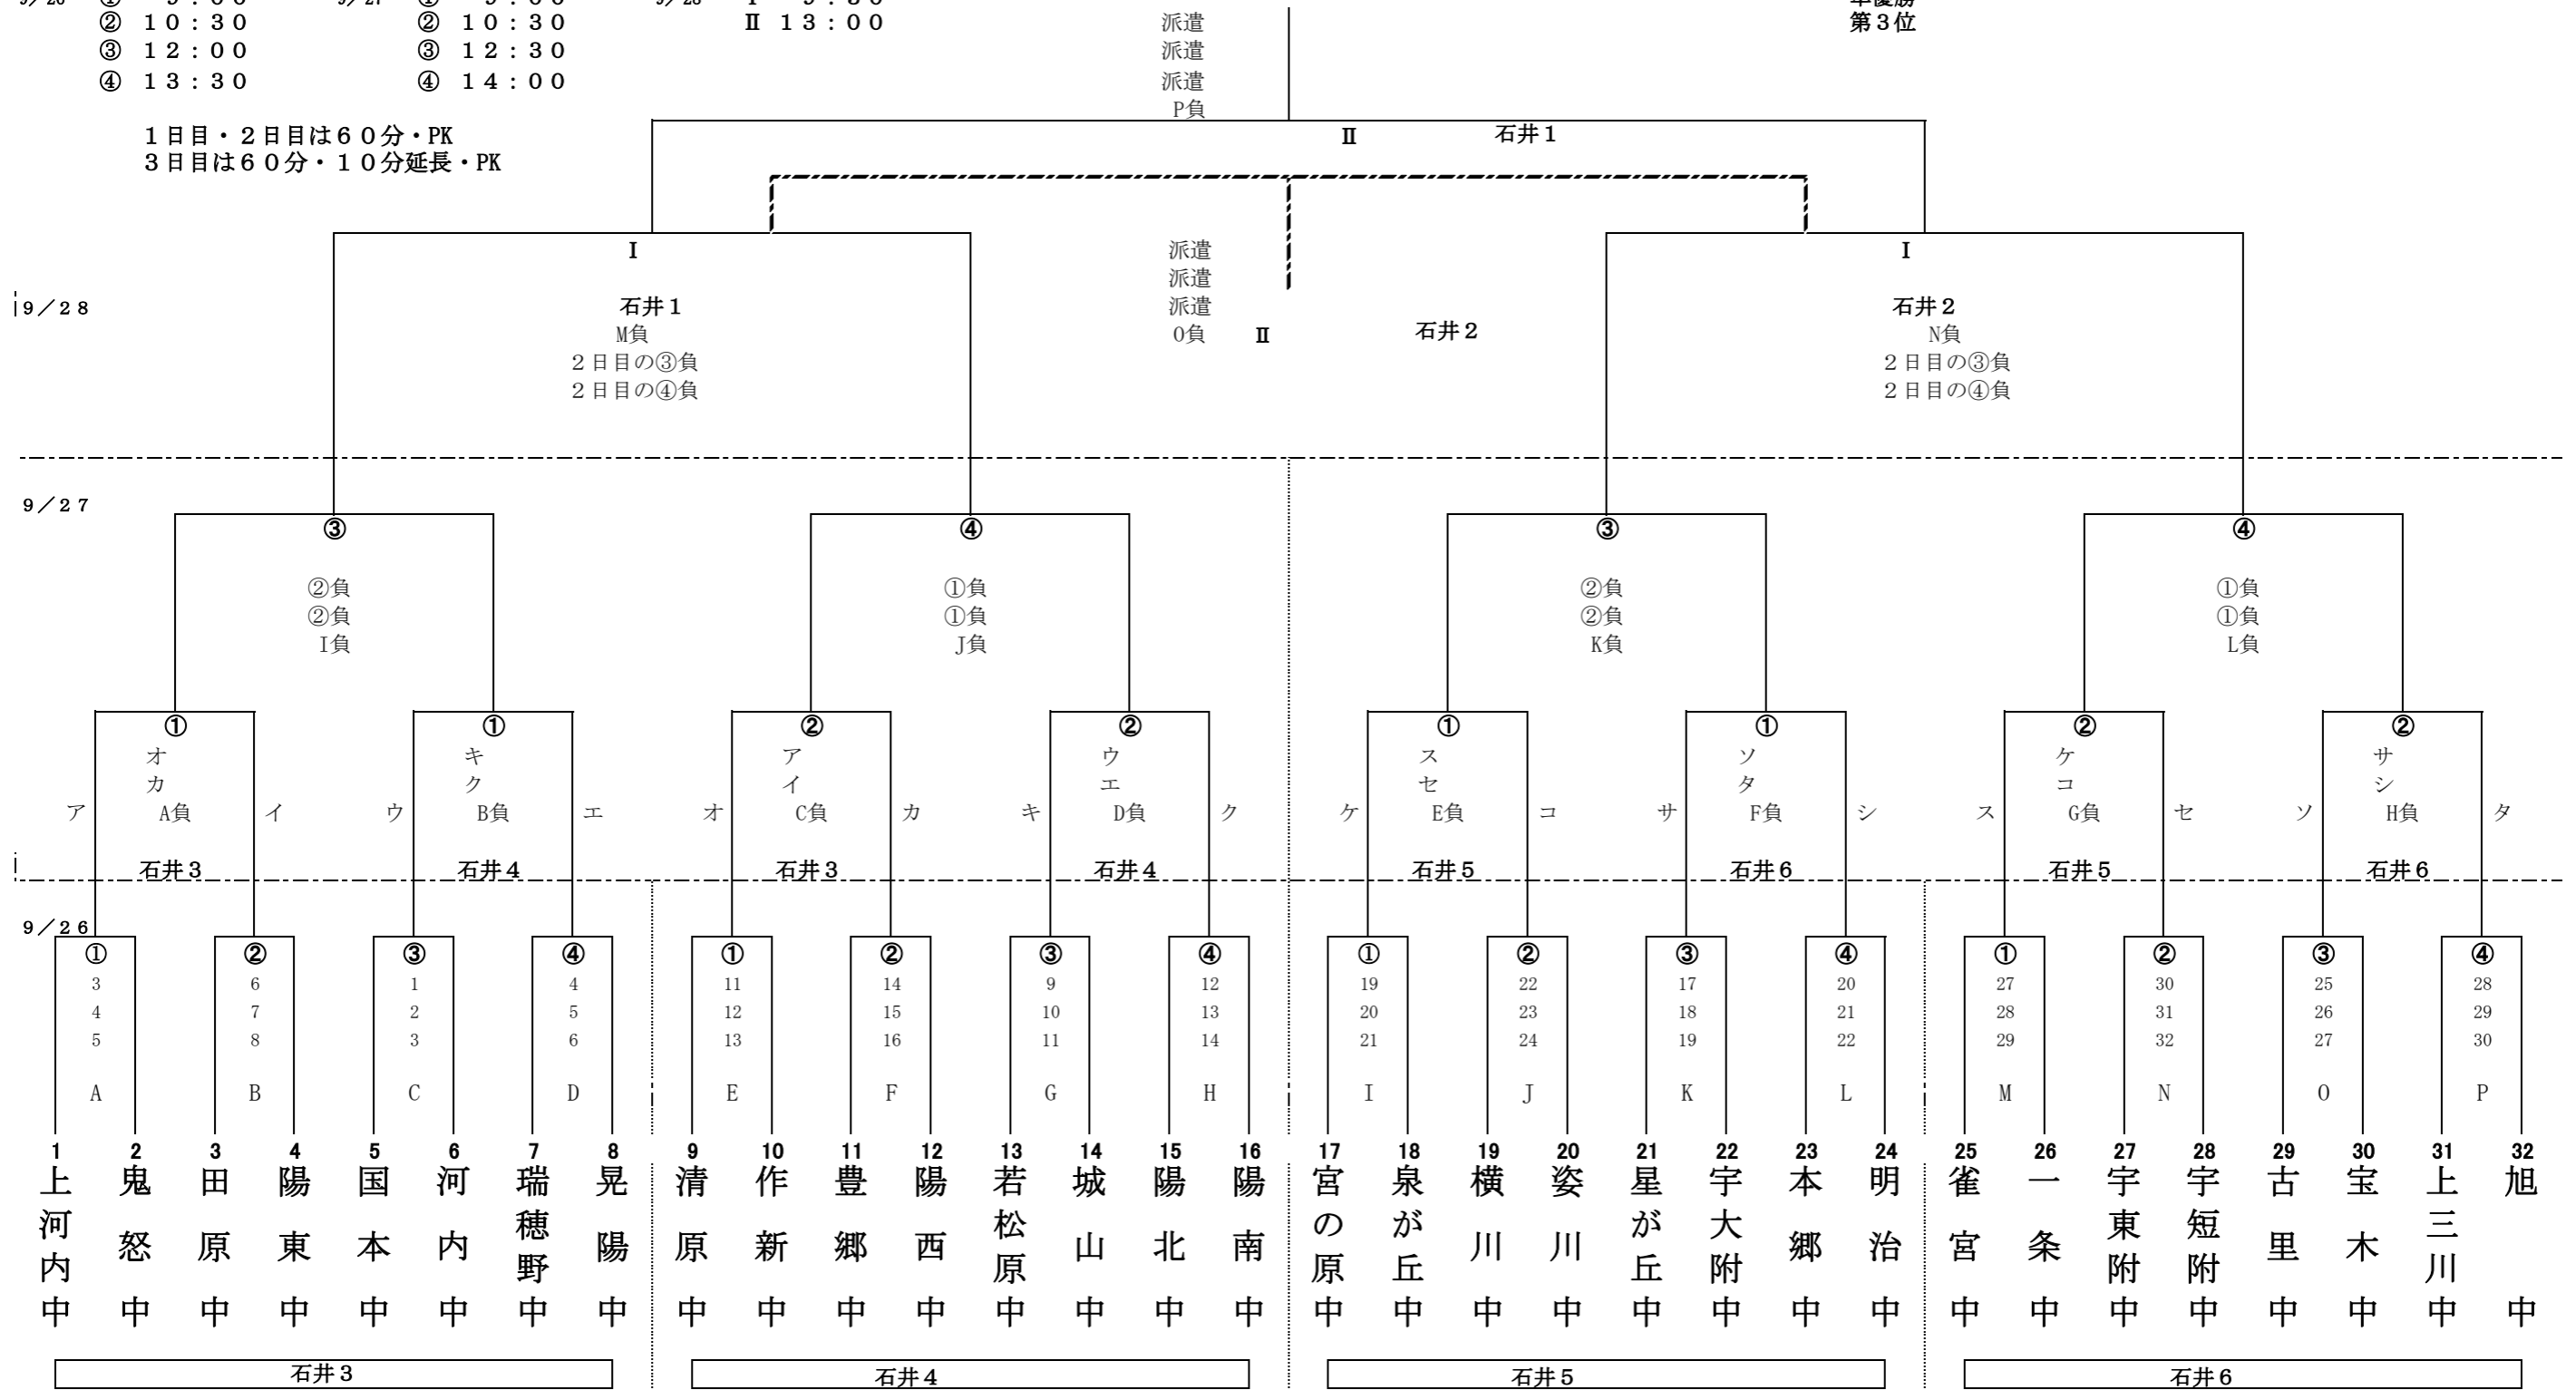 ② 10：30 ② 10：30 Ⅱ 13：00 派遣 第３位
③ 12：00 ③ 12：30 派遣
④ 13：30 ④ 14：00 派遣
P負
１日目・２日目は６０分・PK Ⅱ 石井１
３日目は６０分・１０分延長・PK
Ⅰ 派遣 Ⅰ
派遣
9／28 石井１ 派遣 石井２
M負 O負 Ⅱ 石井２ N負
２日目の③負 ２日目の③負
２日目の④負 ２日目の④負
9／27
③ ④ ③ ④
②負 ①負 ②負 ①負
②負 ①負 ②負 ①負
I負 J負 K負 L負
① ① ② ② ① ① ② ②
オ キ ア ウ ス ソ ケ サ
カ ク イ エ セ タ コ シ
ア A負 イ ウ B負 エ オ C負 カ キ D負 ク ケ E負 コ サ F負 シ ス G負 セ ソ H負 タ
石井３ 石井４ 石井３ 石井４ 石井５ 石井６ 石井５ 石井６
9／26
① ② ③ ④ ① ② ③ ④ ① ② ③ ④ ① ② ③ ④
3 6 1 4 11 14 9 12 19 22 17 20 27 30 25 28
4 7 2 5 12 15 10 13 20 23 18 21 28 31 26 29
5 8 3 6 13 16 11 14 21 24 19 22 29 32 27 30
A B C D E F G H I J K L M N O P
1 2 3 4 5 6 7 8 9 10 11 12 13 14 15 16 17 18 19 20 21 22 23 24 25 26 27 28 29 30 31 32
上河内中
鬼怒中
田原中
陽東中
国本中
河内中
瑞穂野中
晃陽中
清原中
作新中
豊郷中
陽西中
若松原中
城山中
陽北中
陽南中
宮の原中
泉が丘中
横川中
姿川中
星が丘中
宇大附中
本郷中
明治中
雀宮中
一条中
宇東附中
宇短附中
古里中
宝木中
上三川中
旭中
石井３ 石井４ 石井５ 石井６